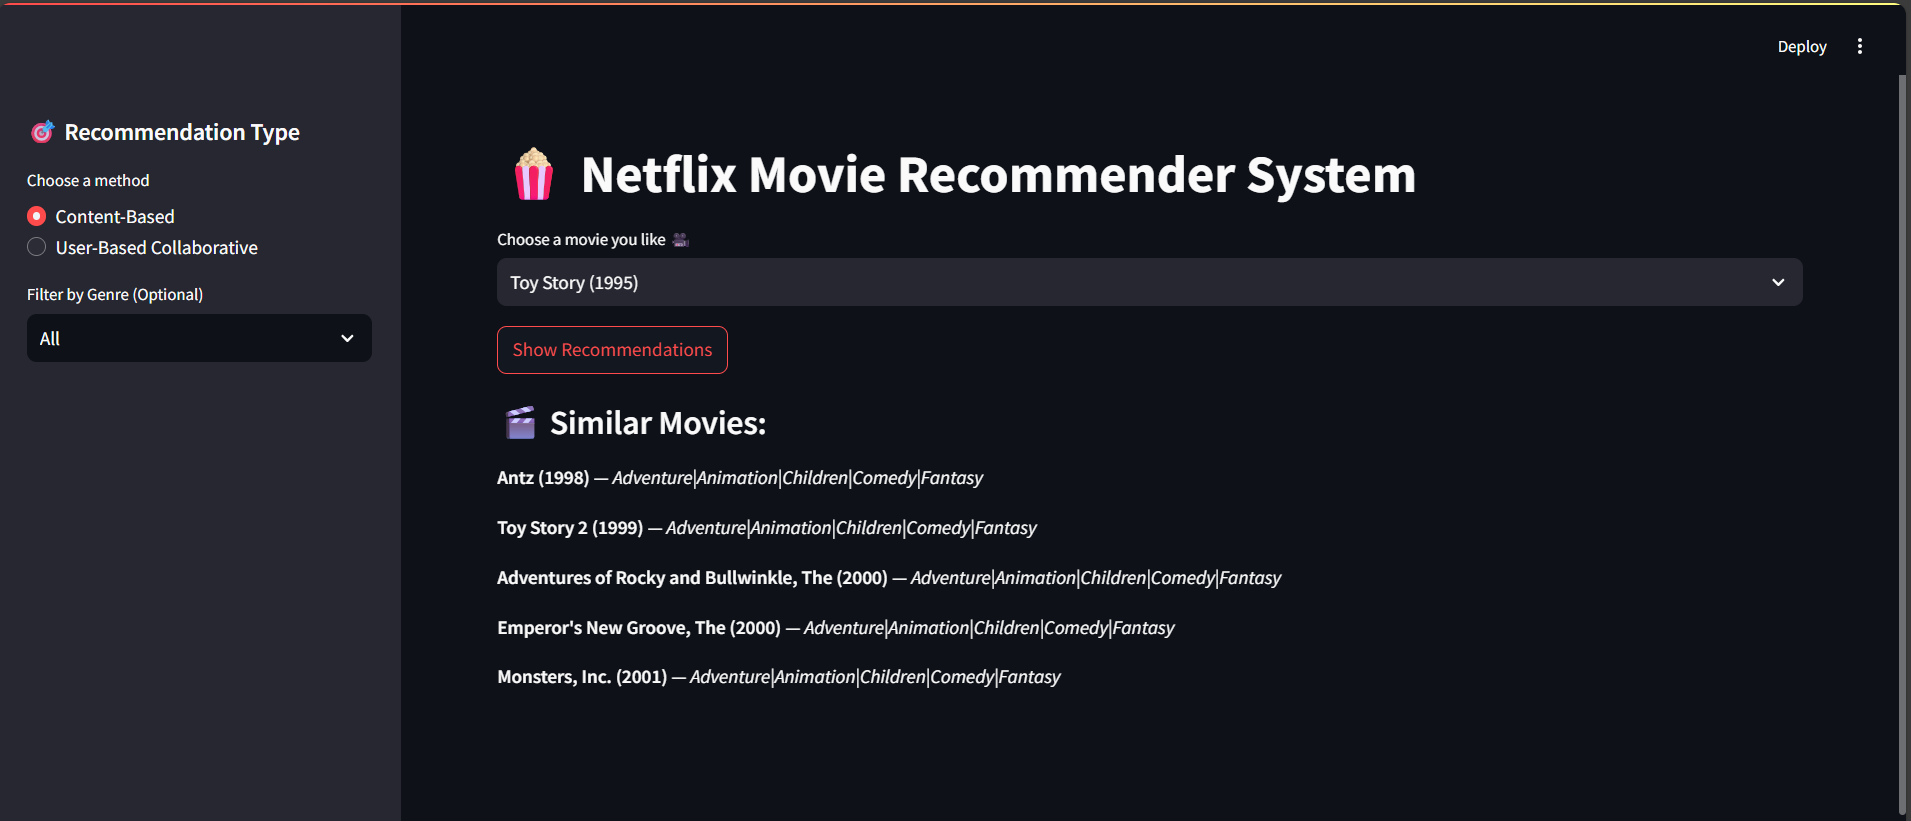 Deploy
Recommendation Type
Choose a method
Content-Based
User-Based Collaborative
Filter by Genre (Optional)
All
Netflix Movie Recommender System
Choose a movie you like
Toy Story (1995)
Show Recommendations
Similar Movies:
Antz (1998) — Adventure|Animation|Children|Comedy|Fantasy
Toy Story 2 (1999) — Adventure|Animation|Children|Comedy|Fantasy
Adventures of Rocky and Bullwinkle, The (2000) — Adventure|Animation|Children|Comedy|Fantasy
Emperor's New Groove, The (2000) — Adventure|Animation|Children|Comedy|Fantasy
Monsters, Inc. (2001) — Adventure|Animation|Children|Comedy|Fantasy